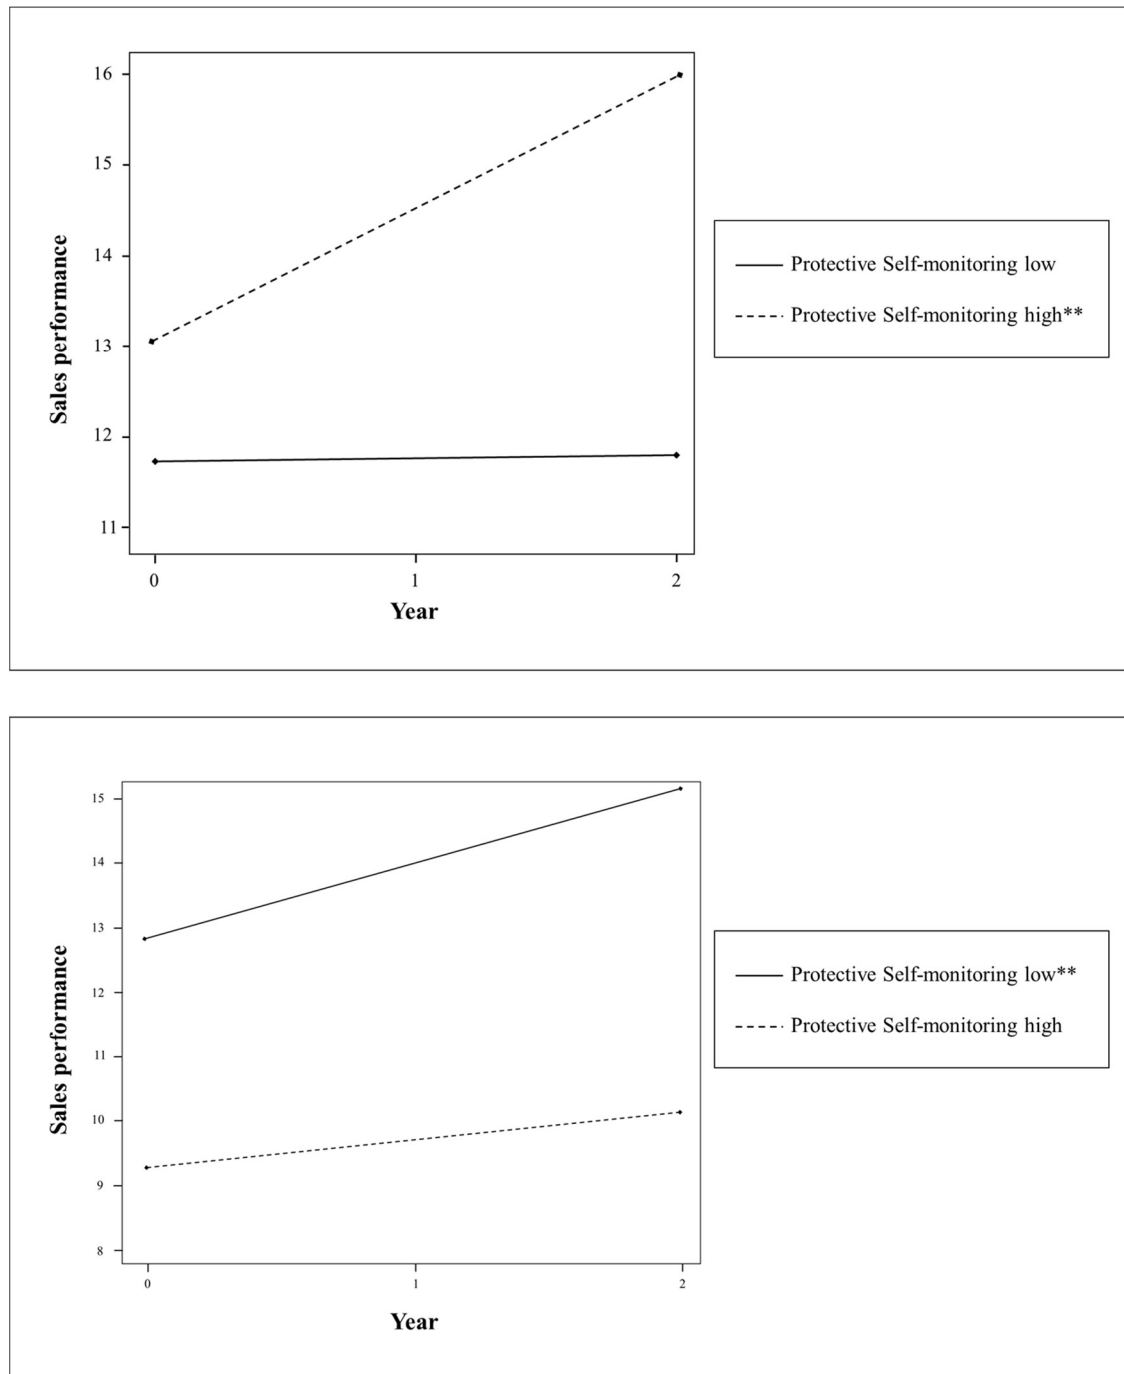 16
15
14
13
12
11
Sales performance
0 1 2
Year
Protective Self-monitoring low
Protective Self-monitoring high**
15
14
13
12
11
10
9
8
Sales performance
0 1 2
Year
Protective Self-monitoring low**
Protective Self-monitoring high